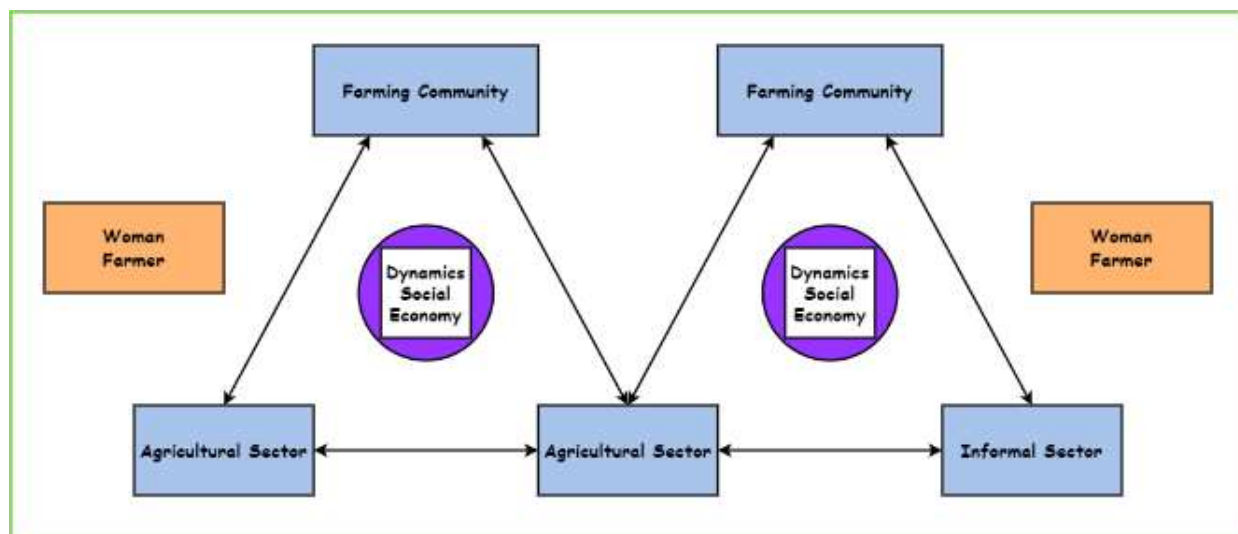 Farming Community
Farming Community
Woman
Farmer
Woman
Farmer
Dynamics
Social
Economy
Dynamics
Social
Economy
Agricultural Sector
Agricultural Sector
Informal Sector